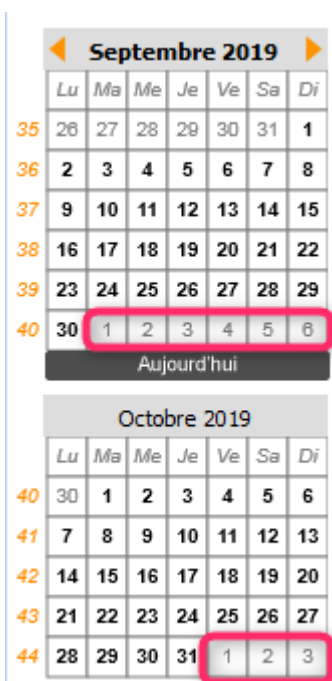 Septembre 2019
Lu Ma Me Je Ve Sa Di
35 26 27 28 29 30 31 1
36 2 3 4 5 6 7 8
37 9 10 11 12 13 14 15
38 16 17 18 19 20 21 22
39 23 24 25 26 27 28 29
40 30 1 2 3 4 5 6
Aujourd'hui
Octobre 2019
Lu Ma Me Je Ve Sa Di
40 30 1 2 3 4 5 6
41 7 8 9 10 11 12 13
42 14 15 16 17 18 19 20
43 21 22 23 24 25 26 27
44 28 29 30 31 1 2 3